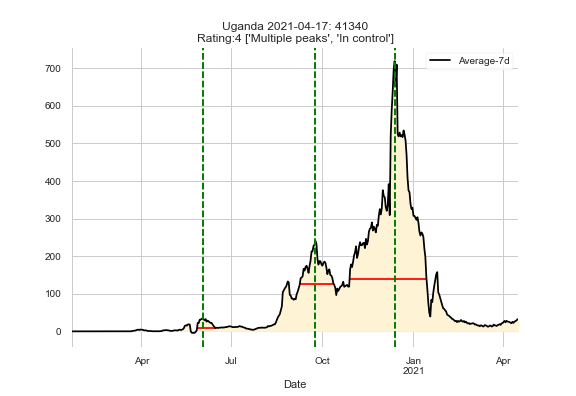 Uganda 2021-04-17: 41340
Rating:4 ['Multiple peaks', 'In control']
Average-7d
700
600
500
400
300
200
100
0
Apr
Jul
Oct
Jan
2021
Apr
Date